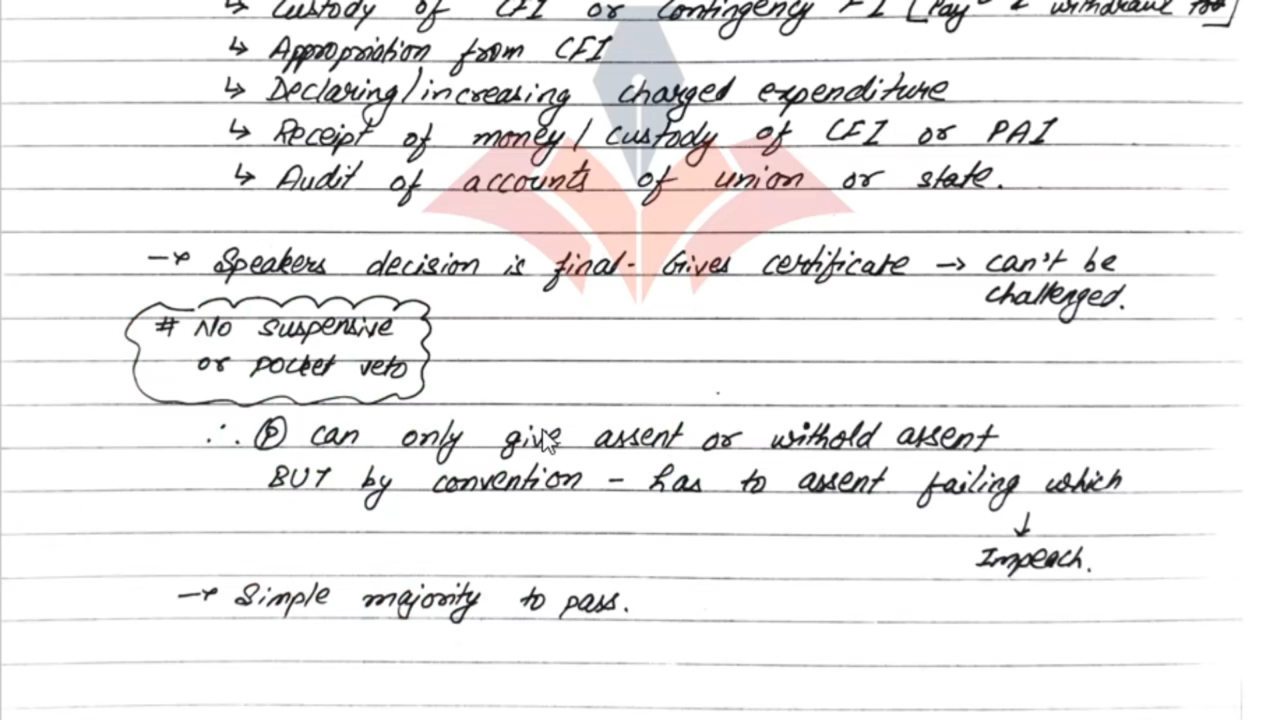 ↳ Custody of CFI or Contingency FI [Pay & withdrawl
↳ Appropriation from CFI
↳ Declaring/increasing charged expenditure
↳ Receipt of money/custody of CFI or PAI
↳ Audit of accounts of union or state.
→ Speakers decision is final- Gives certificate → can't be
challenged.
# No suspensive
or pocket veto
∴ Ⓟ can only give assent or withold assent
BUT by convention - has to assent failing which
↓
Impeach.
→ Simple majority to pass.